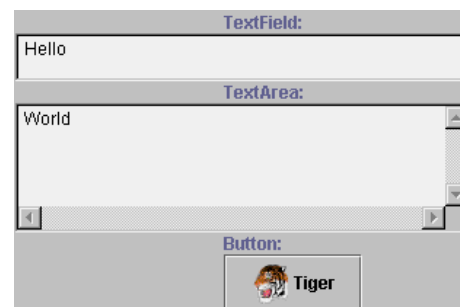 TextField:
Hello
TextArea:
World
Button:
Tiger